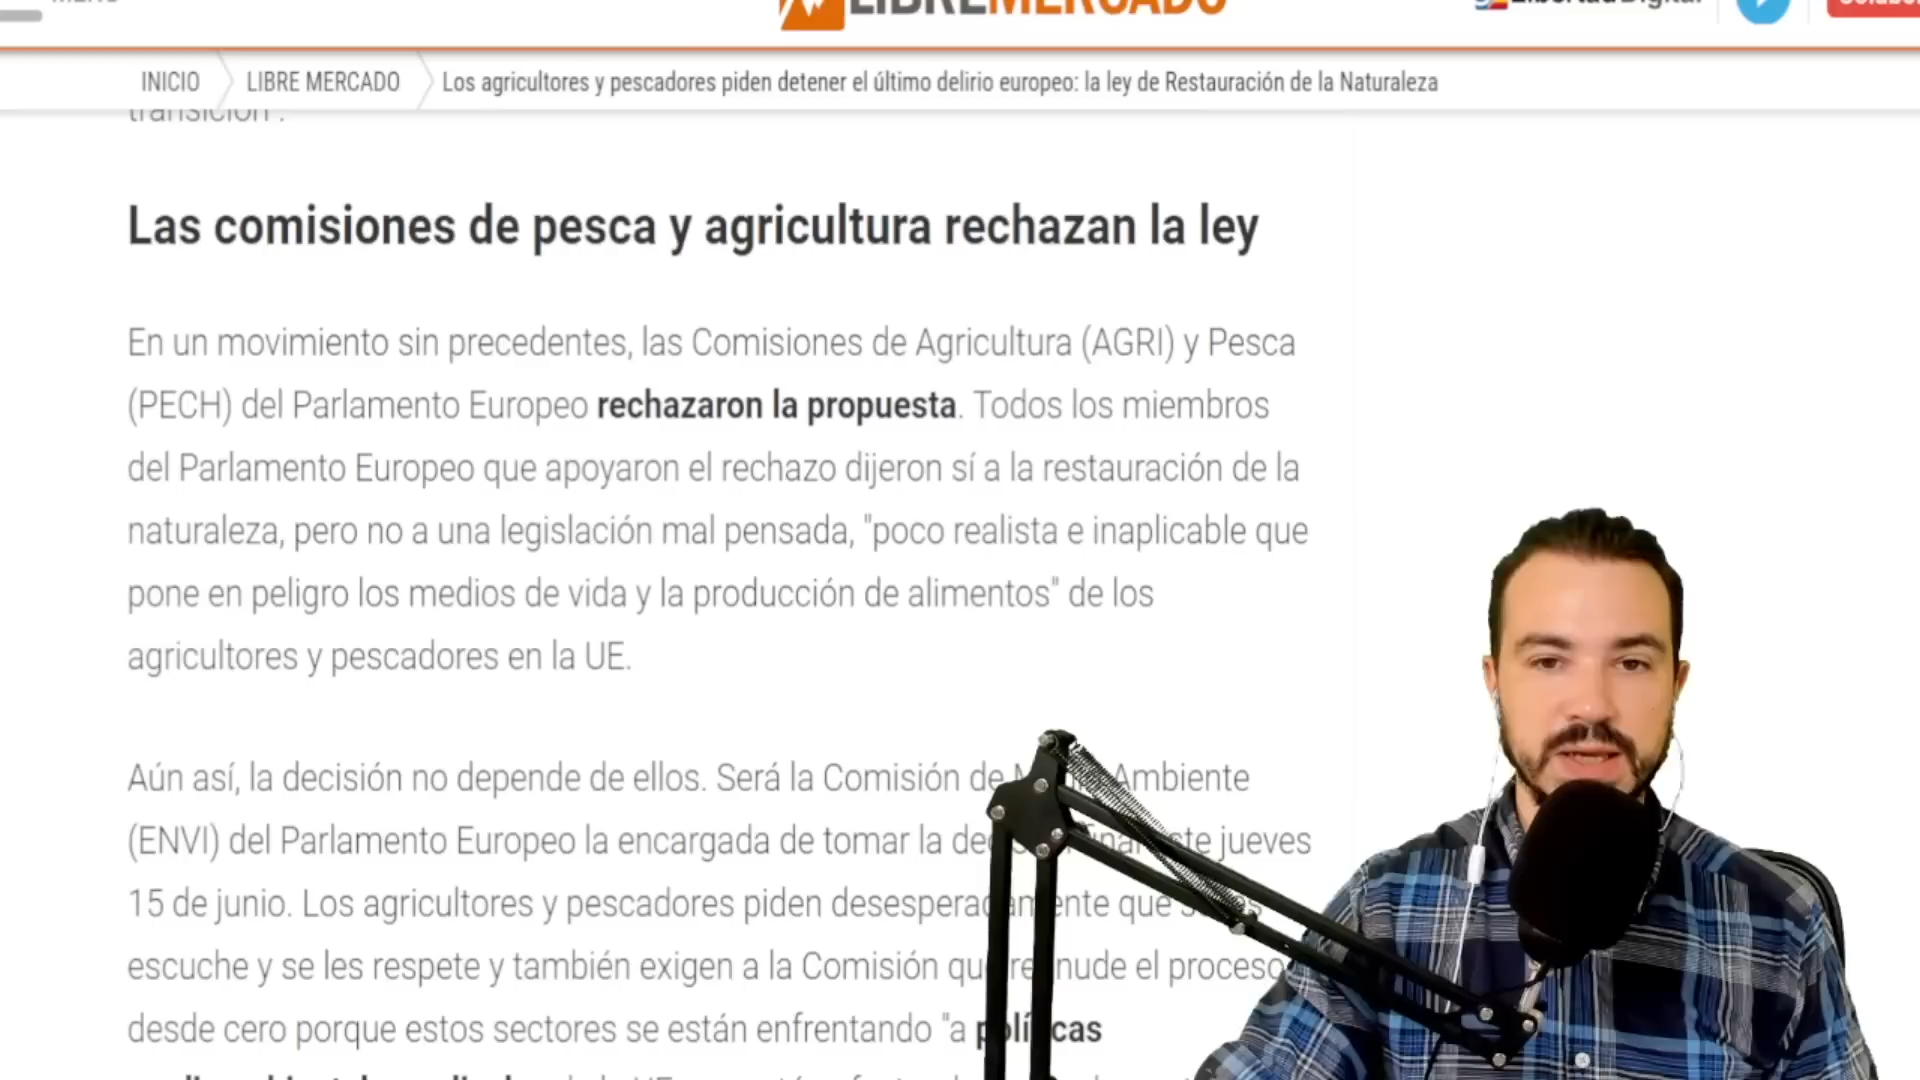 LIBREMERCADO
LibertadDigital
INICIO LIBRE MERCADO Los agricultores y pescadores piden detener el último delirio europeo: la ley de Restauración de la Naturaleza
transición".
Las comisiones de pesca y agricultura rechazan la ley
En un movimiento sin precedentes, las Comisiones de Agricultura (AGRI) y Pesca
(PECH) del Parlamento Europeo rechazaron la propuesta. Todos los miembros
del Parlamento Europeo que apoyaron el rechazo dijeron sí a la restauración de la
naturaleza, pero no a una legislación mal pensada, "poco realista e inaplicable que
pone en peligro los medios de vida y la producción de alimentos" de los
agricultores y pescadores en la UE.
Aún así, la decisión no depende de ellos. Será la Comisión de Ambiente
(ENVI) del Parlamento Europeo la encargada de tomar la jueves
15 de junio. Los agricultores y pescadores piden desesperadamente que
escuche y se les respete y también exigen a la Comisión que el proceso
desde cero porque estos sectores se están enfrentando "a políticas